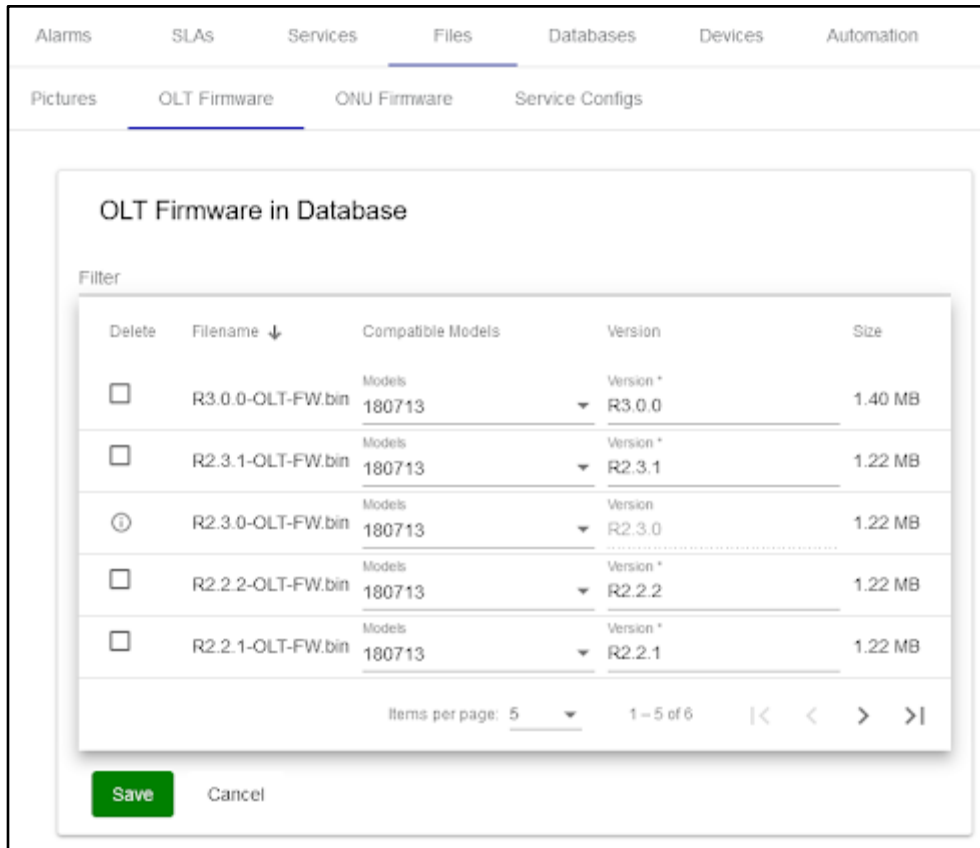 Alarms SLAs Services Files Databases Devices Automation
Pictures OLT Firmware ONU Firmware Service Configs
OLT Firmware in Database
Filter
Delete Filename Compatible Models Version Size
Models Version *
R3.0.0-OLT-FW.bin 180713 R3.0.0 1.40 MB
Models Version *
R2.3.1-OLT-FW.bin 180713 R2.3.1 1.22 MB
Models Version
R2.3.0-OLT-FW.bin 180713 R2.3.0 1.22 MB
Models Version *
R2.2.2-OLT-FW.bin 180713 R2.2.2 1.22 MB
Models Version *
R2.2.1-OLT-FW.bin 180713 R2.2.1 1.22 MB
Items per page: 5 1 – 5 of 6
Save Cancel